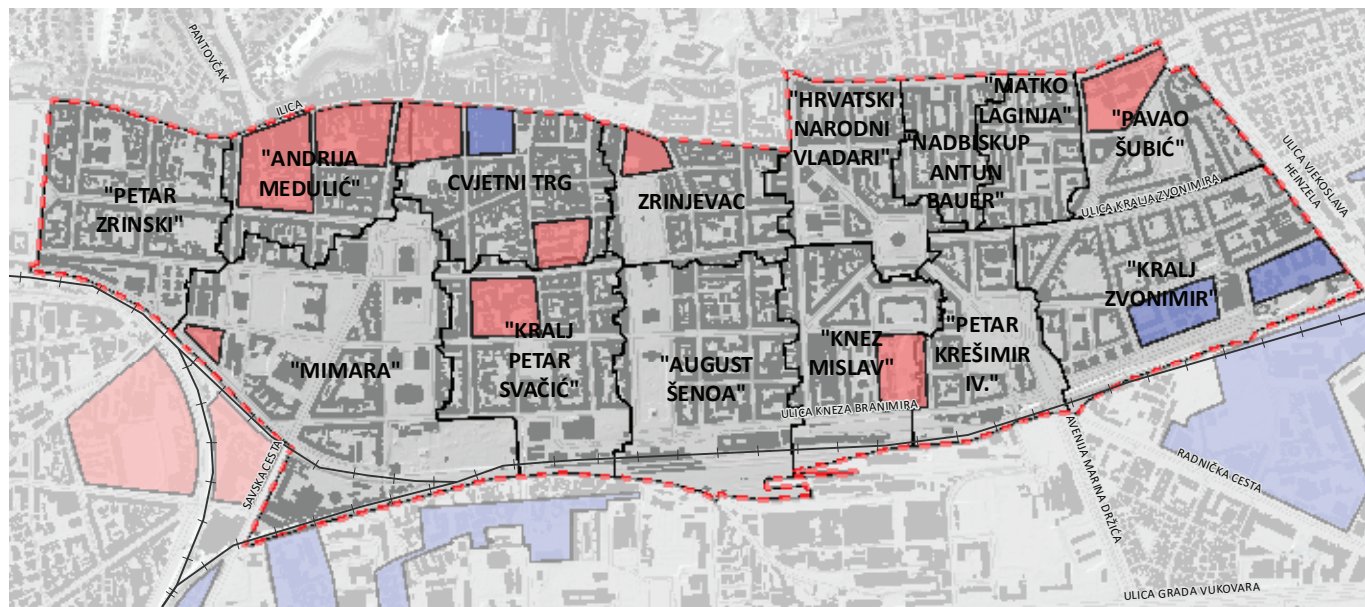 PANTOVČAK
ILICA
"PETAR
ZRINSKI"
"ANDRIJA
MEDULIĆ"
CVJETNI TRG
ZRINJEVAC
"HRVATSKI
NARODNI
VLADARI"
"MATKO
LAGINJA"
NADBISKUP
ANTUN
BAUER"
"PAVAO
ŠUBIĆ"
ULICA KRALJA ZVONIMIRA
ULICA VJEKOSLAVA
HEINZELA
"MIMARA"
"KRALJ
PETAR
SVAČIĆ"
"AUGUST
ŠENOA"
"KNEZ
MISLAV"
"PETAR
KREŠIMIR
IV."
"KRALJ
ZVONIMIR"
ULICA KNEZA BRANIMIRA
SAVSKA CESTA
AVENIJA MARINA DRŽIĆA
RADNIČKA CESTA
ULICA GRADA VUKOVARA